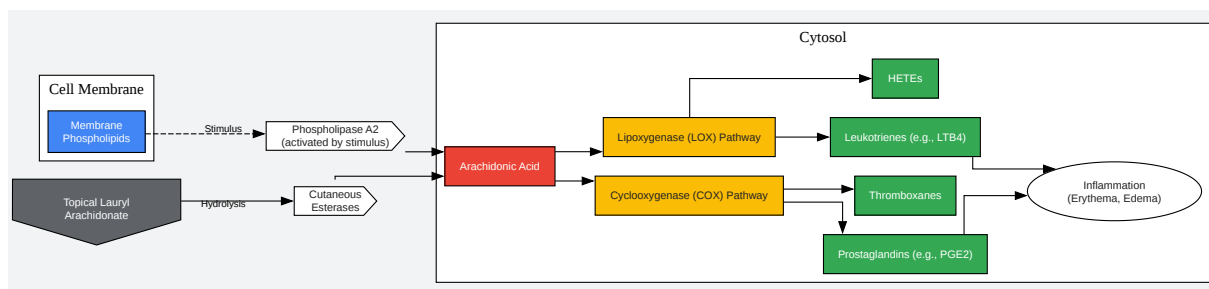 Cytosol
Cell Membrane
Membrane
Phospholipids
Stimulus
Phospholipase A2
(activated by stimulus)
Topical Lauryl
Arachidonate
Hydrolysis
Cutaneous
Esterases
Arachidonic Acid
HETEs
Lipoxygenase (LOX) Pathway
Leukotrienes (e.g., LTB4)
Cyclooxygenase (COX) Pathway
Thromboxanes
Prostaglandins (e.g., PGE2)
Inflammation
(Erythema, Edema)